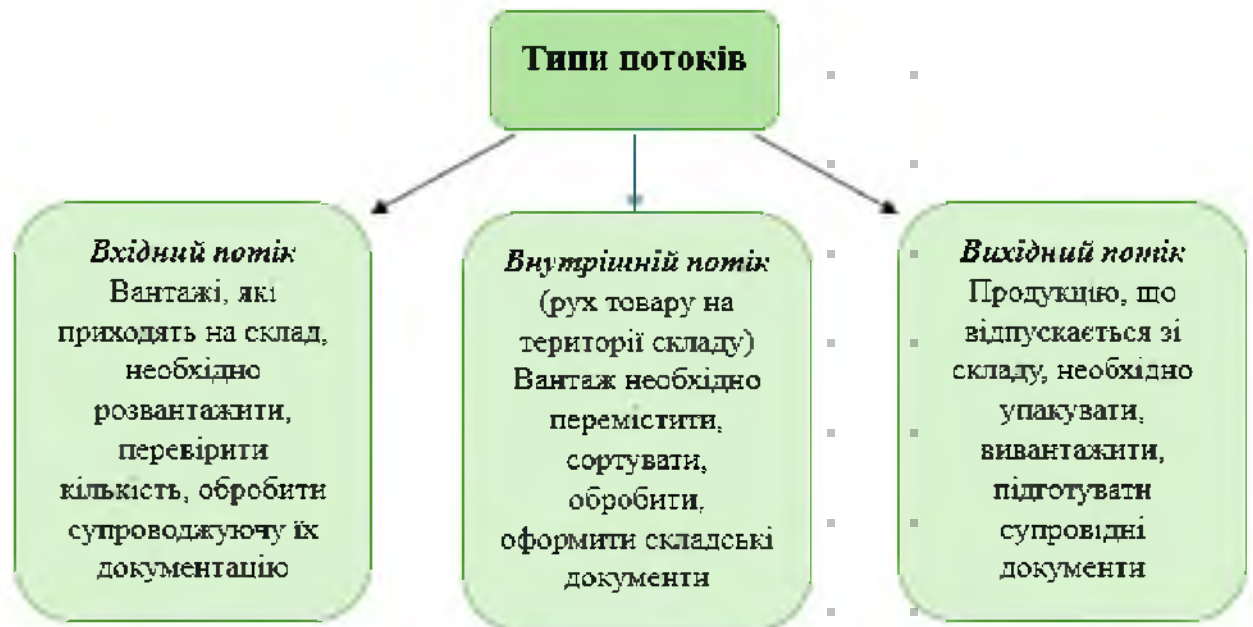 Типи потоків
Вхідний потік
Вантажі, які
приходять на склад,
необхідно
розвантажити,
перевірити
кількість, обробити
супроводжуючу їх
документацію
Внутрішній потік
(рух товару на
території складу)
Вантаж необхідно
перемістити,
сортувати,
обробити,
оформити складські
документи
Вихідний потік
Продукцію, що
відпускається зі
складу, необхідно
упакувати,
вивантажити,
підготувати
супровідні
документи